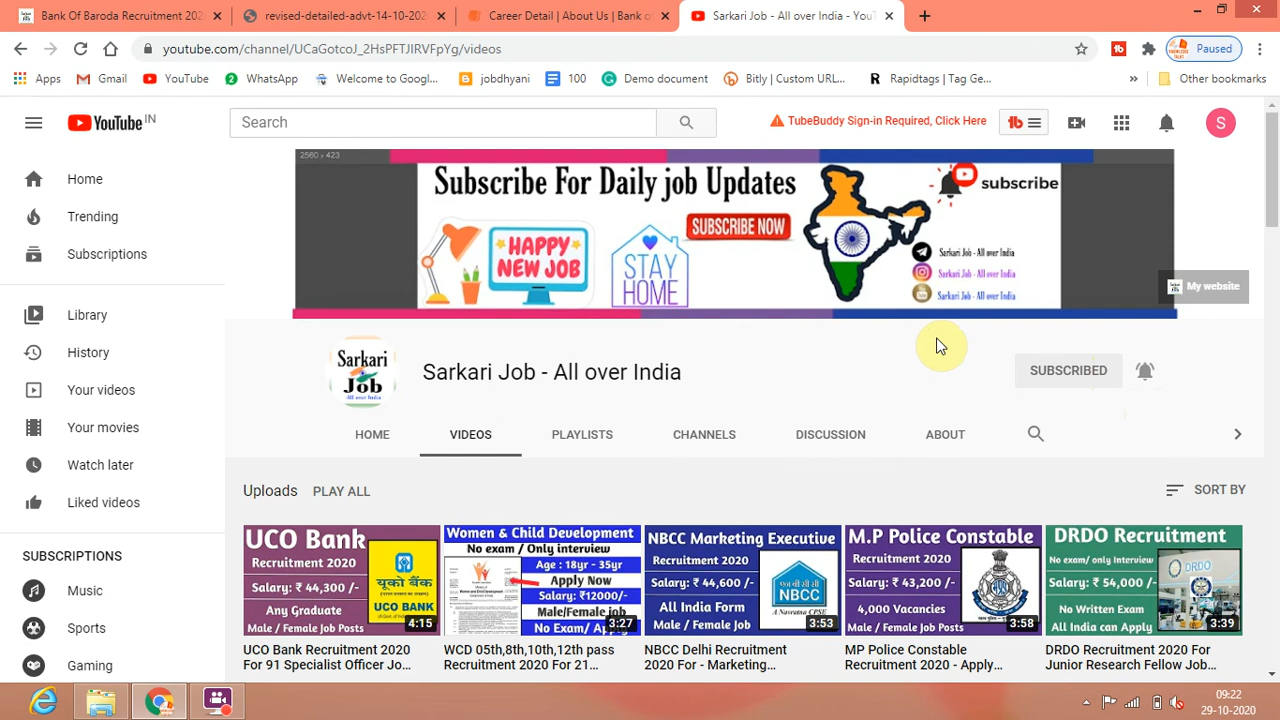 Bank Of Baroda Recruitment 202
revised-detailed-advt-14-10-202
Career Detail | About Us | Bank of
Sarkari Job - All over India - You
youtube.com/channel/UCaGotcoJ_2HsPFTJIRVFpYg/videos
Paused
Apps
Gmail
YouTube
WhatsApp
Welcome to Googl...
jobdhyani
100
Demo document
Bitly | Custom URL...
Rapidtags | Tag Ge...
Other bookmarks
YouTube IN
Search
TubeBuddy Sign-in Required, Click Here
tb
S
2560 x 423
Subscribe For Daily job Updates
subscribe
SUBSCRIBE NOW
HAPPY
NEW JOB
STAY
HOME
Sarkari Job - All over India
Sarkari Job - All over India
Sarkari Job - All over India
My website
Home
Trending
Subscriptions
Library
History
Your videos
Your movies
Watch later
Liked videos
SUBSCRIPTIONS
Music
Sports
Gaming
Sarkari
Job
-All over India
Sarkari Job - All over India
SUBSCRIBED
HOME
VIDEOS
PLAYLISTS
CHANNELS
DISCUSSION
ABOUT
Uploads
PLAY ALL
SORT BY
UCO Bank
Recruitment 2020
Salary: ₹ 44,300 /-
Any Graduate
Male / Female Job Posts
यूको बैंक
UCO BANK
4:15
UCO Bank Recruitment 2020
For 91 Specialist Officer Jo...
Women & Child Development
No exam / Only interview
Age : 18yr - 35yr
Apply Now
Salary: ₹12000/-
Male/Female job
No Exam/
3:27
WCD 05th,8th,10th,12th pass
Recruitment 2020 For 21...
NBCC Marketing Executive
Recruitment 2020
Salary: ₹ 44,600 /-
All India Form
Male / Female Job
एन बी सी सी
NBCC
A Navratna CPSE
3:53
NBCC Delhi Recruitment
2020 For - Marketing...
M.P Police Constable
Recruitment 2020
Salary: ₹ 43,200 /-
4,000 Vacancies
Male / Female Job Posts
3:58
MP Police Constable
Recruitment 2020 - Apply...
DRDO Recruitment
No exam/ only Interview
Salary: ₹ 54,000 /-
No Written Exam
All India can Apply
DRDO
3:39
DRDO Recruitment 2020 For
Junior Research Fellow Job...
09:22
29-10-2020